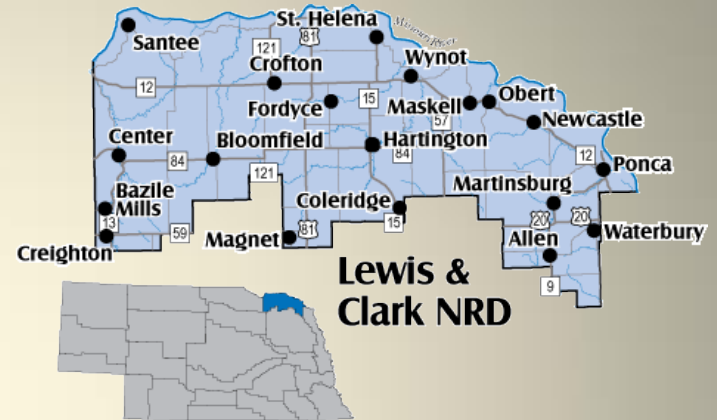 St. Helena
81
Missouri River
Santee
121
Wynot
Crofton
12
15
Fordyce
Maskell
Obert
57
Newcastle
Center
Bloomfield
Hartington
84
84
12
Ponca
121
Bazile
Mills
Martinsburg
Coleridge
13
15
20
20
59
Magnet
81
Allen
Waterbury
Creighton
Lewis &
Clark NRD
9